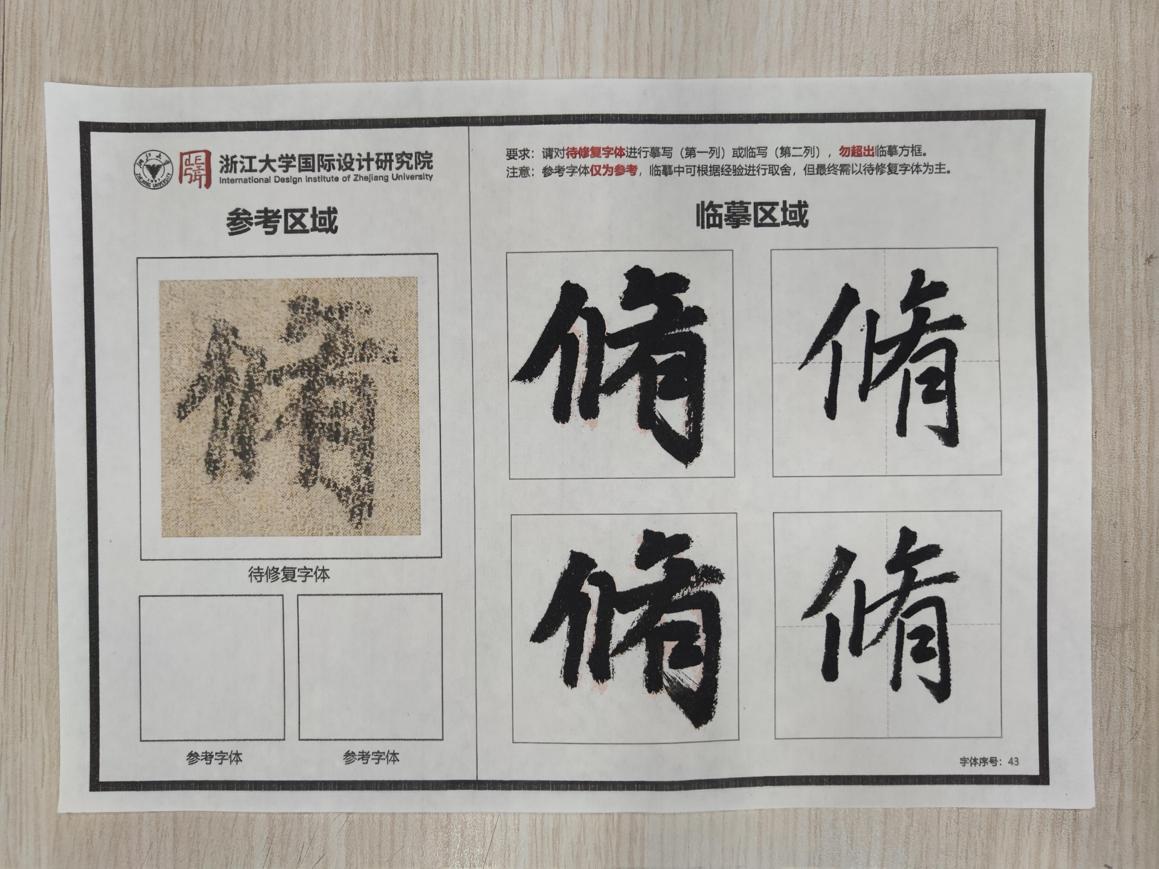 浙江大学国际设计研究院
International Design Institute of Zhejiang University
参考区域
脩
待修复字体
参考字体 参考字体
要求：请对待修复字体进行摹写（第一列）或临写（第二列），勿超出临摹方框。
注意：参考字体仅为参考，临摹中可根据经验进行取舍，但最终需以待修复字体为主。
临摹区域
脩 脩
脩 脩
字体序号：43